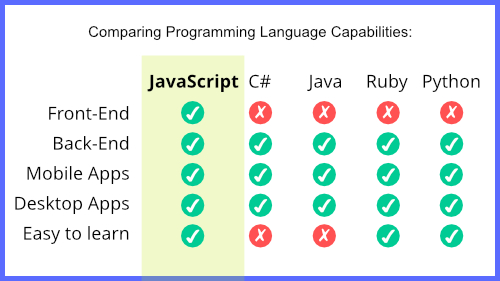 Comparing Programming Language Capabilities:
JavaScript C# Java Ruby Python
Front-End ✓ ✗ ✗ ✗ ✗
Back-End ✓ ✓ ✓ ✓ ✓
Mobile Apps ✓ ✓ ✓ ✓ ✓
Desktop Apps ✓ ✓ ✓ ✓ ✓
Easy to learn ✓ ✗ ✗ ✓ ✓